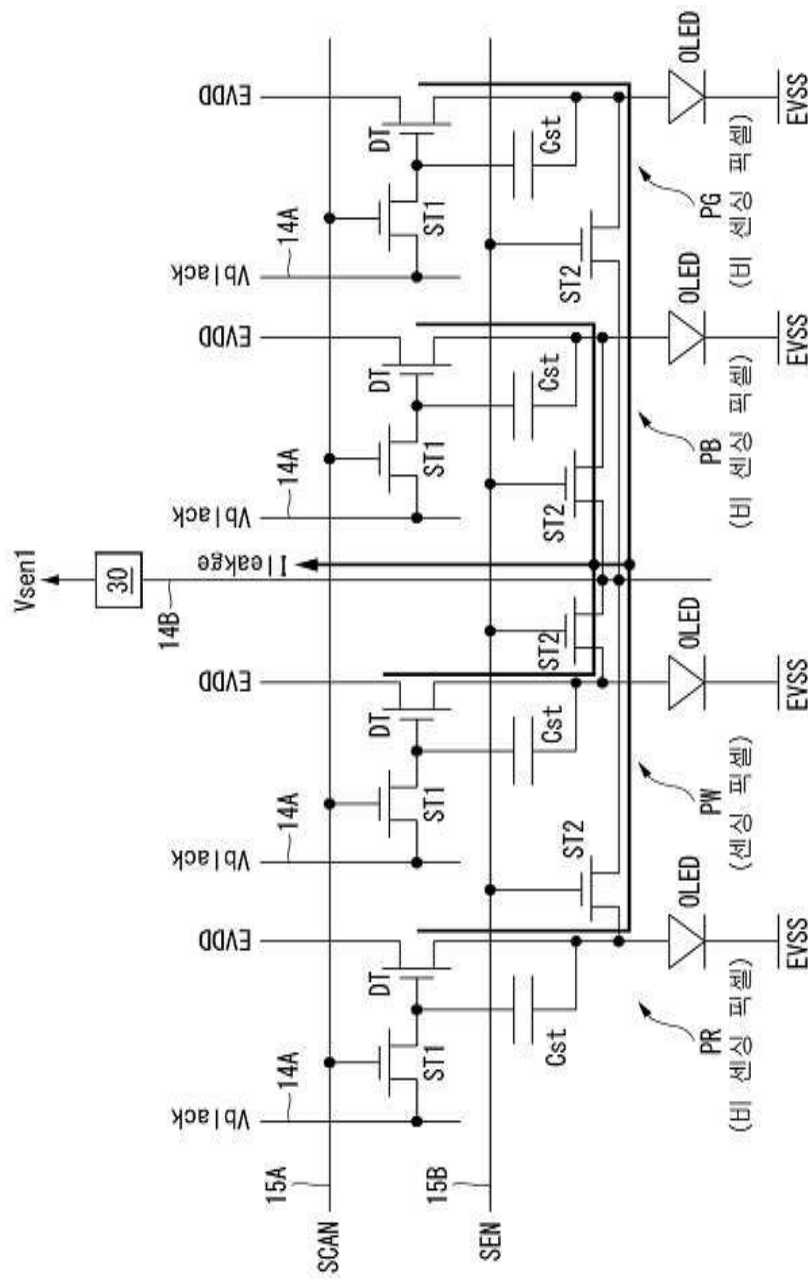 Vsen1
30
14B
Ileakge
Vblack
14A
EVDD
Vblack
14A
EVDD
Vblack
14A
EVDD
Vblack
14A
EVDD
15A
SCAN
ST1
DT
ST1
DT
ST1
DT
ST1
DT
15B
SEN
Cst
Cst
Cst
Cst
ST2
ST2
ST2
ST2
OLED
OLED
OLED
OLED
PR
(비 센싱 픽셀)
PW
(센싱 픽셀)
PB
(비 센싱 픽셀)
PG
(비 센싱 픽셀)
EVSS
EVSS
EVSS
EVSS